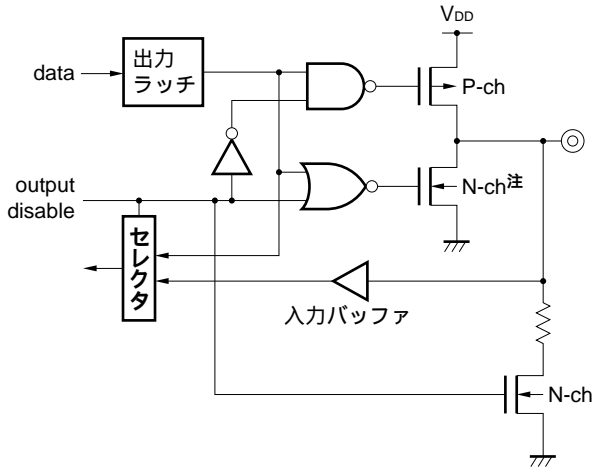 VDD
出力
ラッチ
data
P-ch
N-ch注
output
disable
セレクタ
入力バッファ
N-ch